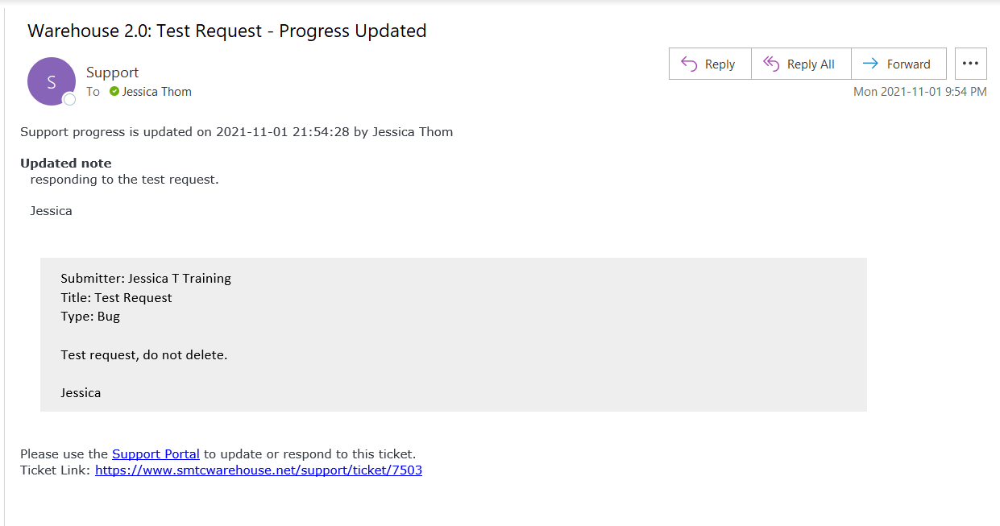 Warehouse 2.0: Test Request - Progress Updated
S
Support
To Jessica Thom
Reply
Reply All
Forward
Mon 2021-11-01 9:54 PM
Support progress is updated on 2021-11-01 21:54:28 by Jessica Thom
Updated note
responding to the test request.
Jessica
Submitter: Jessica T Training
Title: Test Request
Type: Bug
Test request, do not delete.
Jessica
Please use the Support Portal to update or respond to this ticket.
Ticket Link: https://www.smtcwarehouse.net/support/ticket/7503